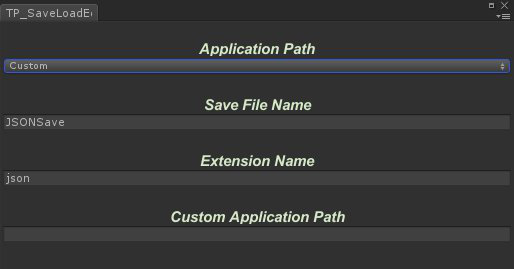 TP_SaveLoadE
Application Path
Custom
Save File Name
JSONSave
Extension Name
json
Custom Application Path